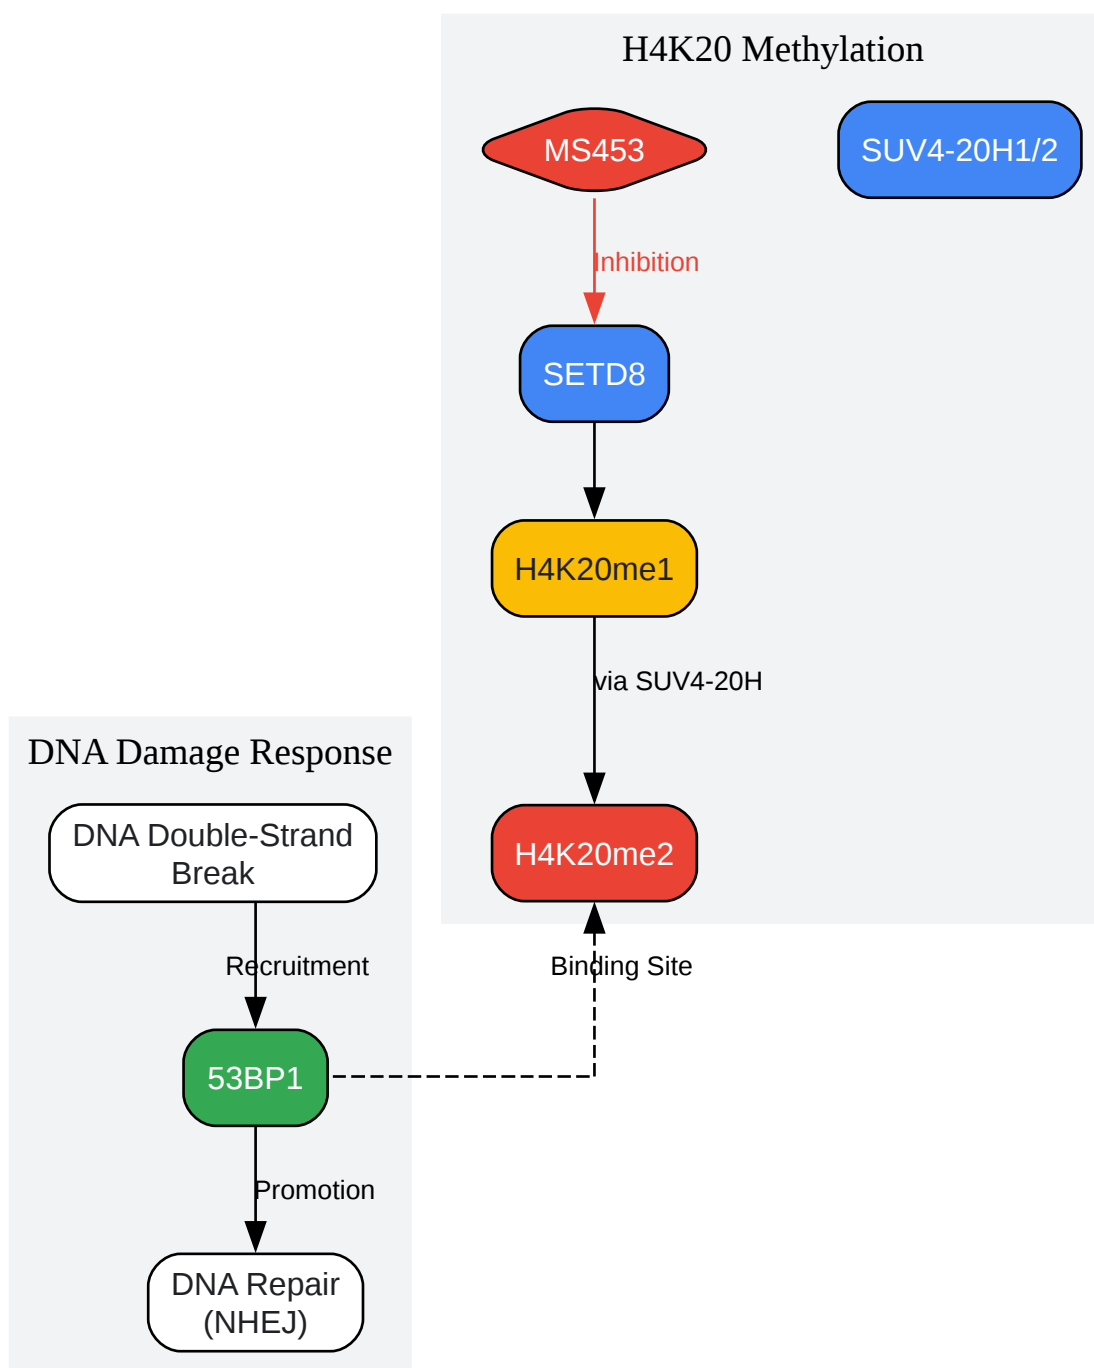 H4K20 Methylation
MS453
SUV4-20H1/2
Inhibition
SETD8
H4K20me1
via SUV4-20H
H4K20me2
DNA Damage Response
DNA Double-Strand
Break
Recruitment
Binding Site
53BP1
Promotion
DNA Repair
(NHEJ)